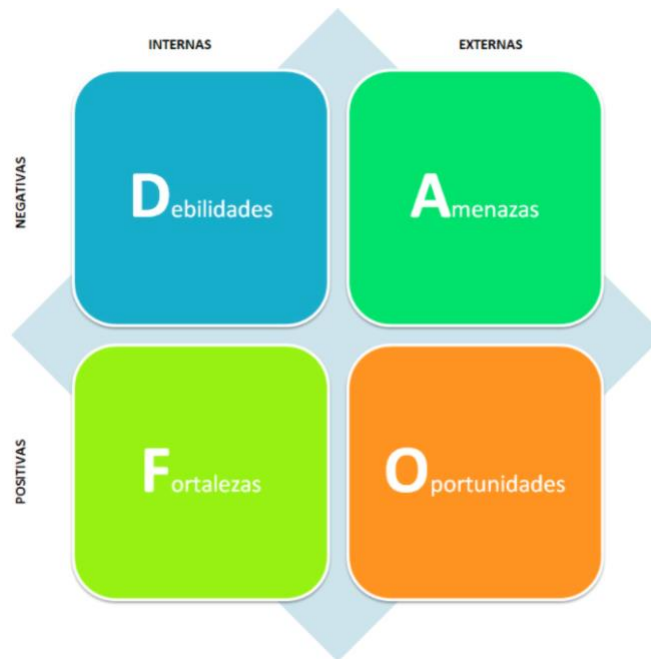 INTERNAS
EXTERNAS
NEGATIVAS
Debilidades
Amenazas
POSITIVAS
Fortalezas
Oportunidades